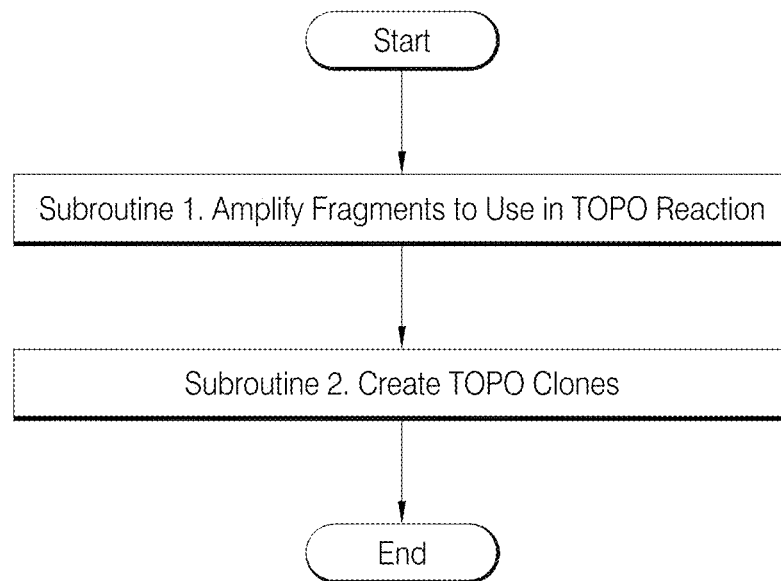 Start
Subroutine 1. Amplify Fragments to Use in TOPO Reaction
Subroutine 2. Create TOPO Clones
End